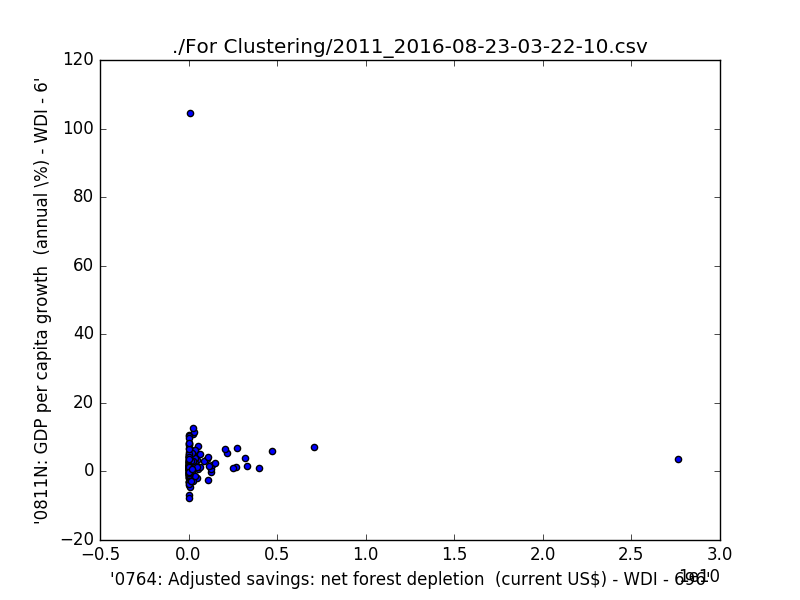 ./For Clustering/2011_2016-08-23-03-22-10.csv
120
100
80
60
40
20
0
−20
'0811N: GDP per capita growth  (annual \%) - WDI - 6'
−0.5 0.0 0.5 1.0 1.5 2.0 2.5 3.0
1e10
'0764: Adjusted savings: net forest depletion  (current US$) - WDI - 696'